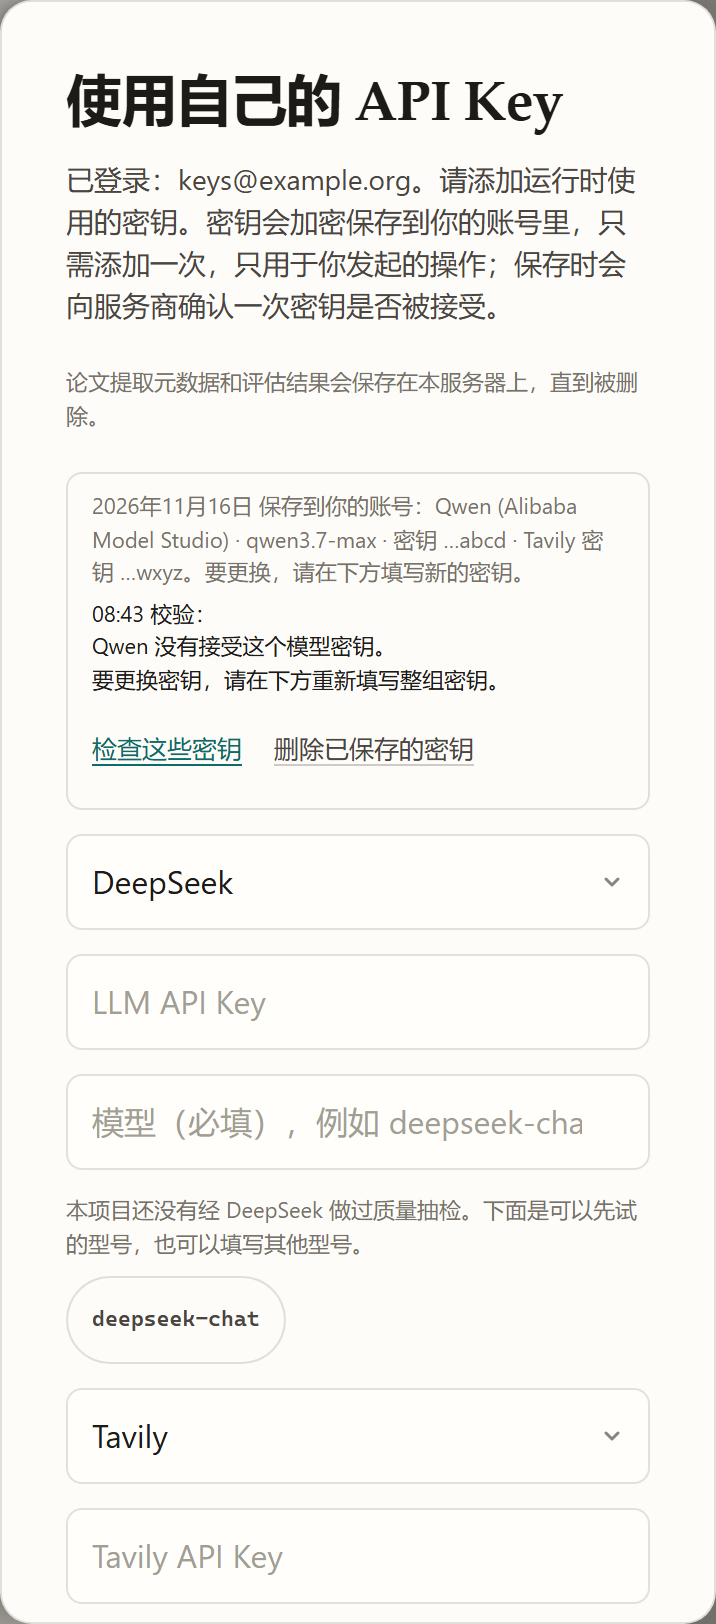 使用自己的 API Key
已登录：keys@example.org。请添加运行时使
用的密钥。密钥会加密保存到你的账号里，只
需添加一次，只用于你发起的操作；保存时会
向服务商确认一次密钥是否被接受。
论文提取元数据和评估结果会保存在本服务器上，直到被删
除。
2026年11月16日 保存到你的账号：Qwen (Alibaba
Model Studio) · qwen3.7-max · 密钥 …abcd · Tavily 密
钥 …wxyz。要更换，请在下方填写新的密钥。
08:43 校验：
Qwen 没有接受这个模型密钥。
要更换密钥，请在下方重新填写整组密钥。
检查这些密钥 删除已保存的密钥
DeepSeek
LLM API Key
模型（必填），例如 deepseek-cha
本项目还没有经 DeepSeek 做过质量抽检。下面是可以先试
的型号，也可以填写其他型号。
deepseek-chat
Tavily
Tavily API Key